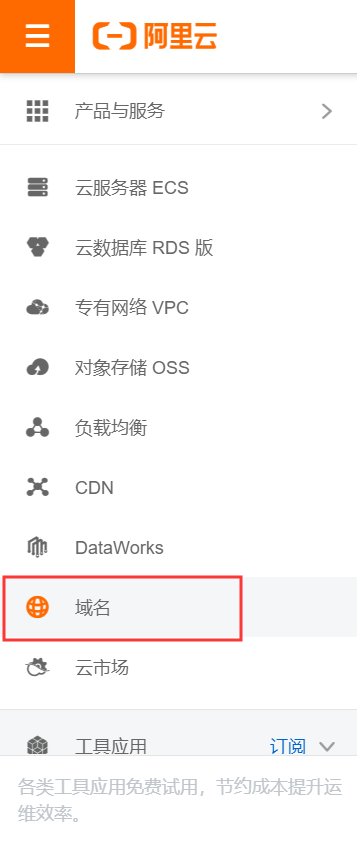 阿里云
产品与服务
云服务器 ECS
云数据库 RDS 版
专有网络 VPC
对象存储 OSS
负载均衡
CDN
DataWorks
域名
云市场
工具应用 订阅
各类工具应用免费试用，节约成本提升运
维效率。